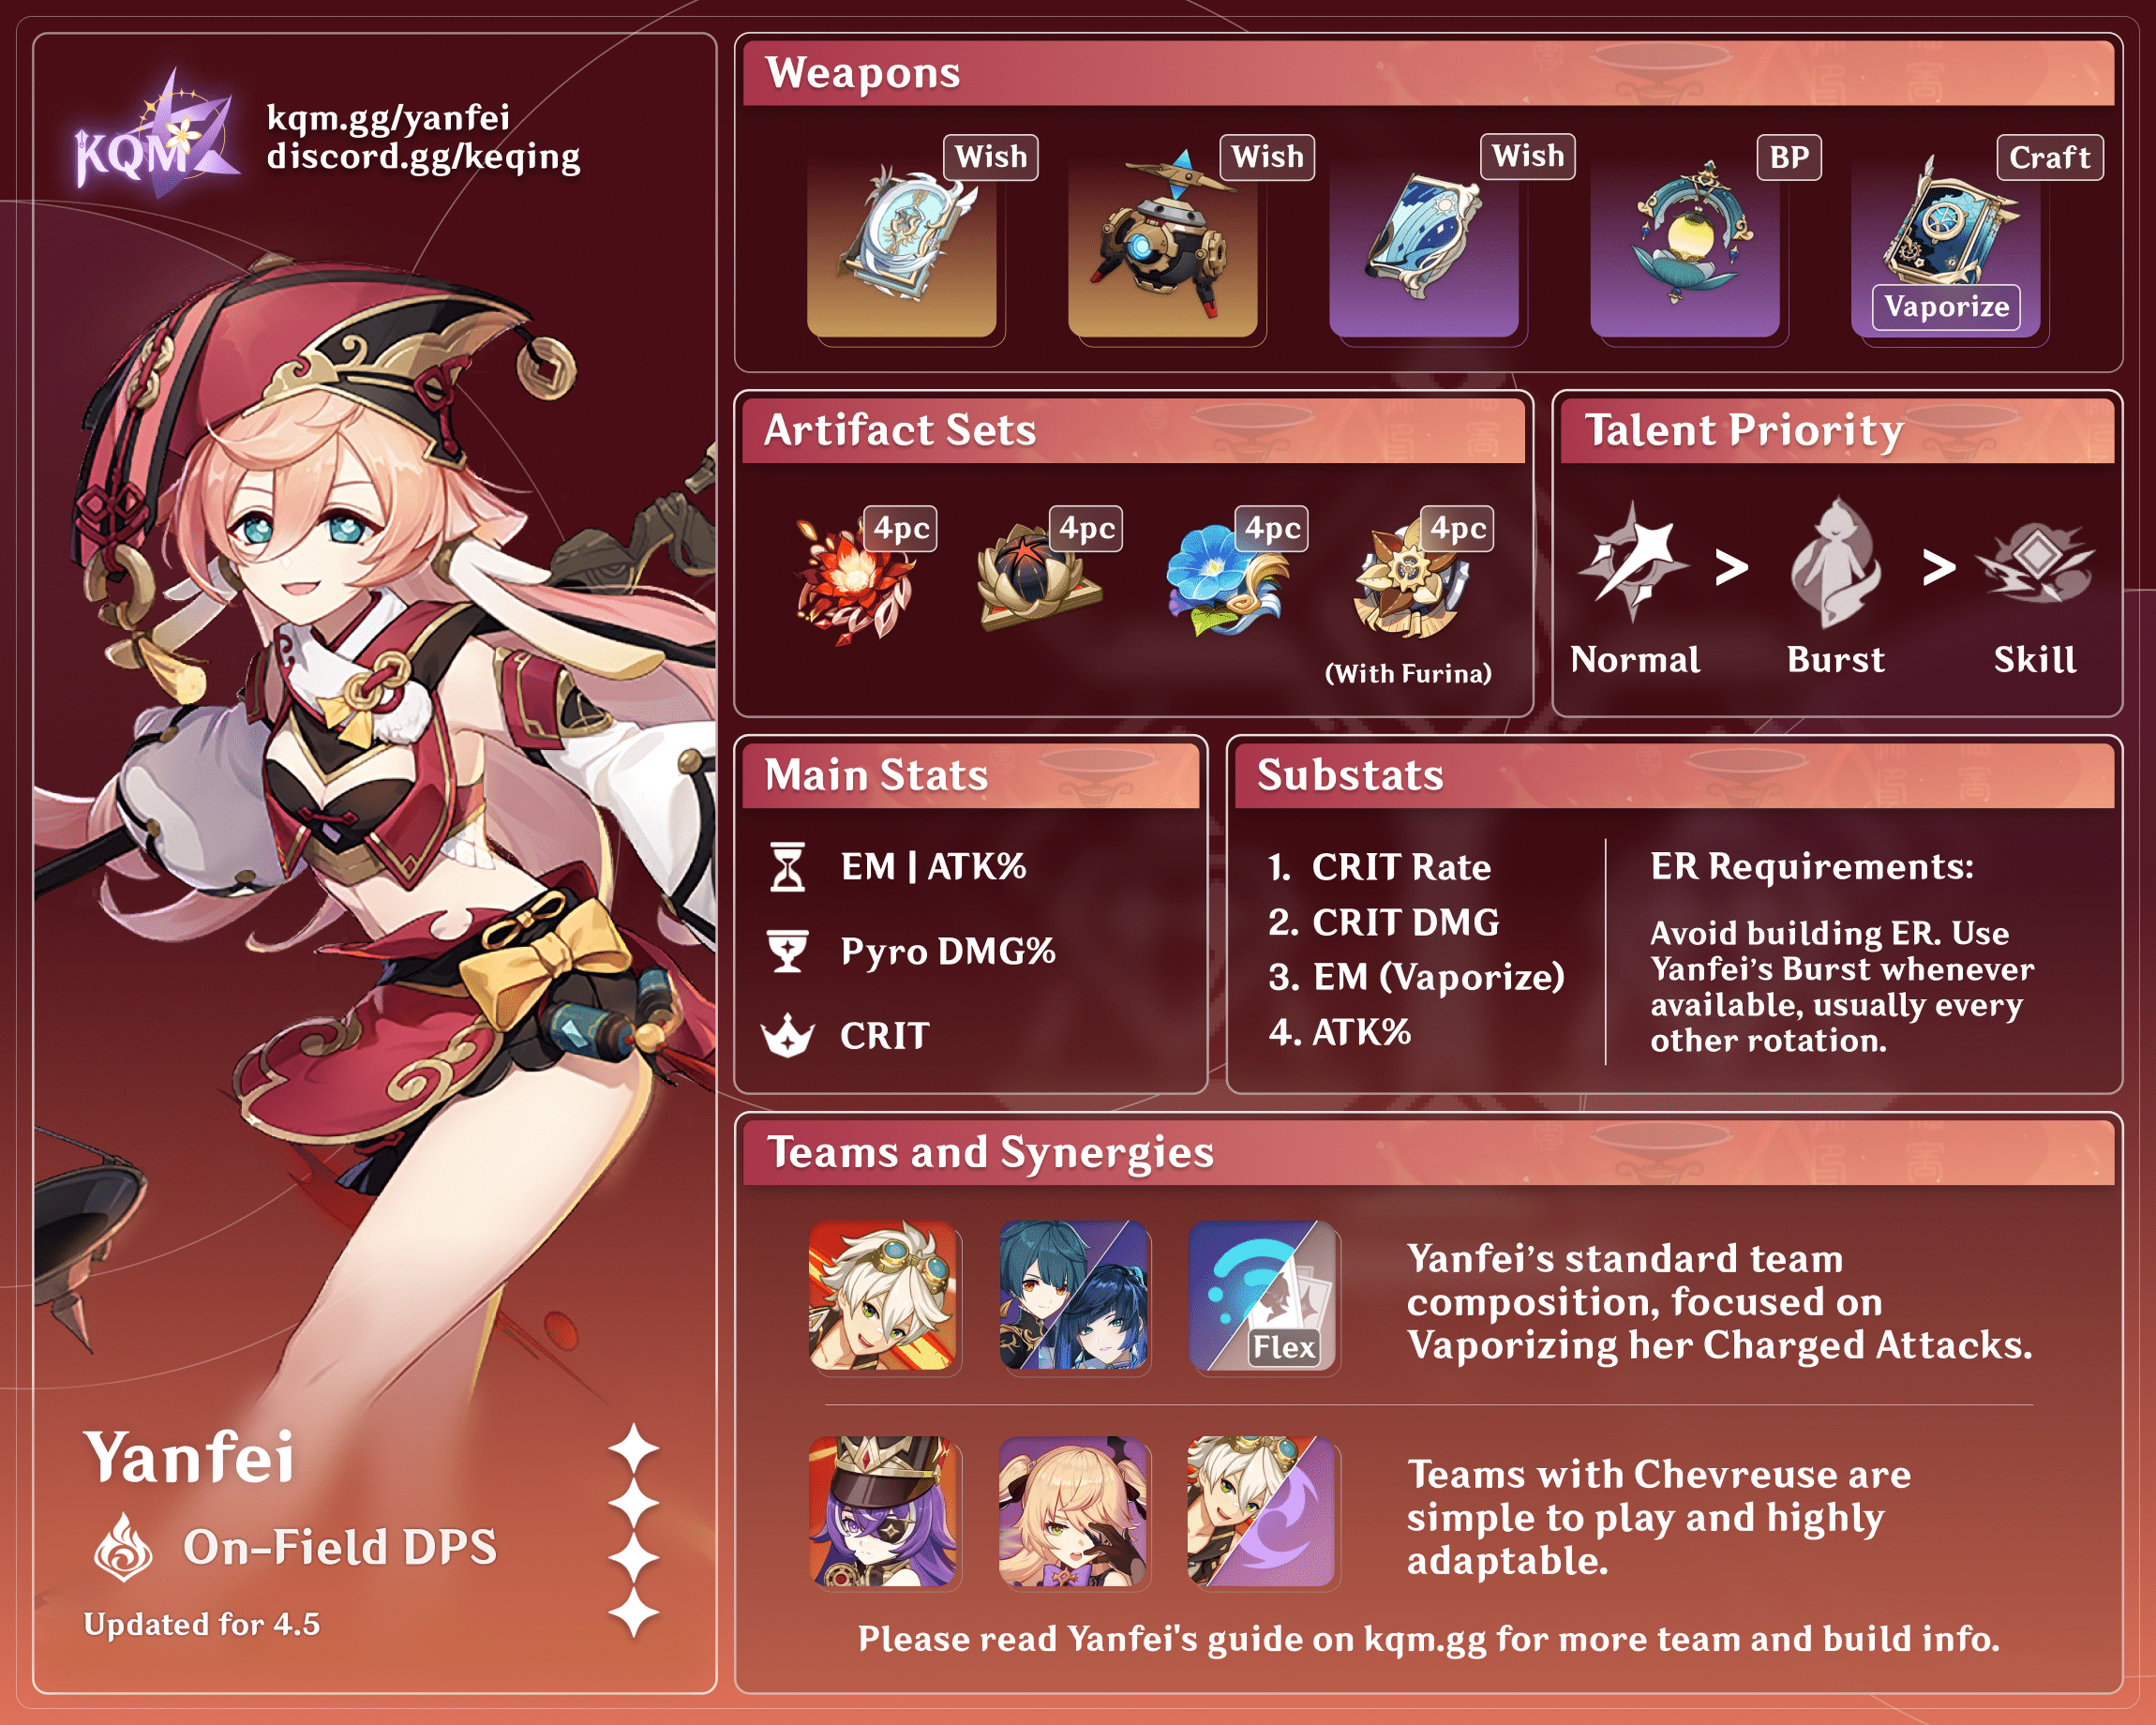 KQM
kqm.gg/yanfei
discord.gg/keqing
Yanfei
On-Field DPS
Updated for 4.5
Weapons
Wish
Wish
Wish
BP
Craft
Vaporize
Artifact Sets
4pc
4pc
4pc
4pc
(With Furina)
Talent Priority
> >
Normal Burst Skill
Main Stats
EM | ATK%
Pyro DMG%
CRIT
Substats
1. CRIT Rate
2. CRIT DMG
3. EM (Vaporize)
4. ATK%
ER Requirements:
Avoid building ER. Use
Yanfei's Burst whenever
available, usually every
other rotation.
Teams and Synergies
Flex
Yanfei's standard team
composition, focused on
Vaporizing her Charged Attacks.
Teams with Chevreuse are
simple to play and highly
adaptable.
Please read Yanfei's guide on kqm.gg for more team and build info.